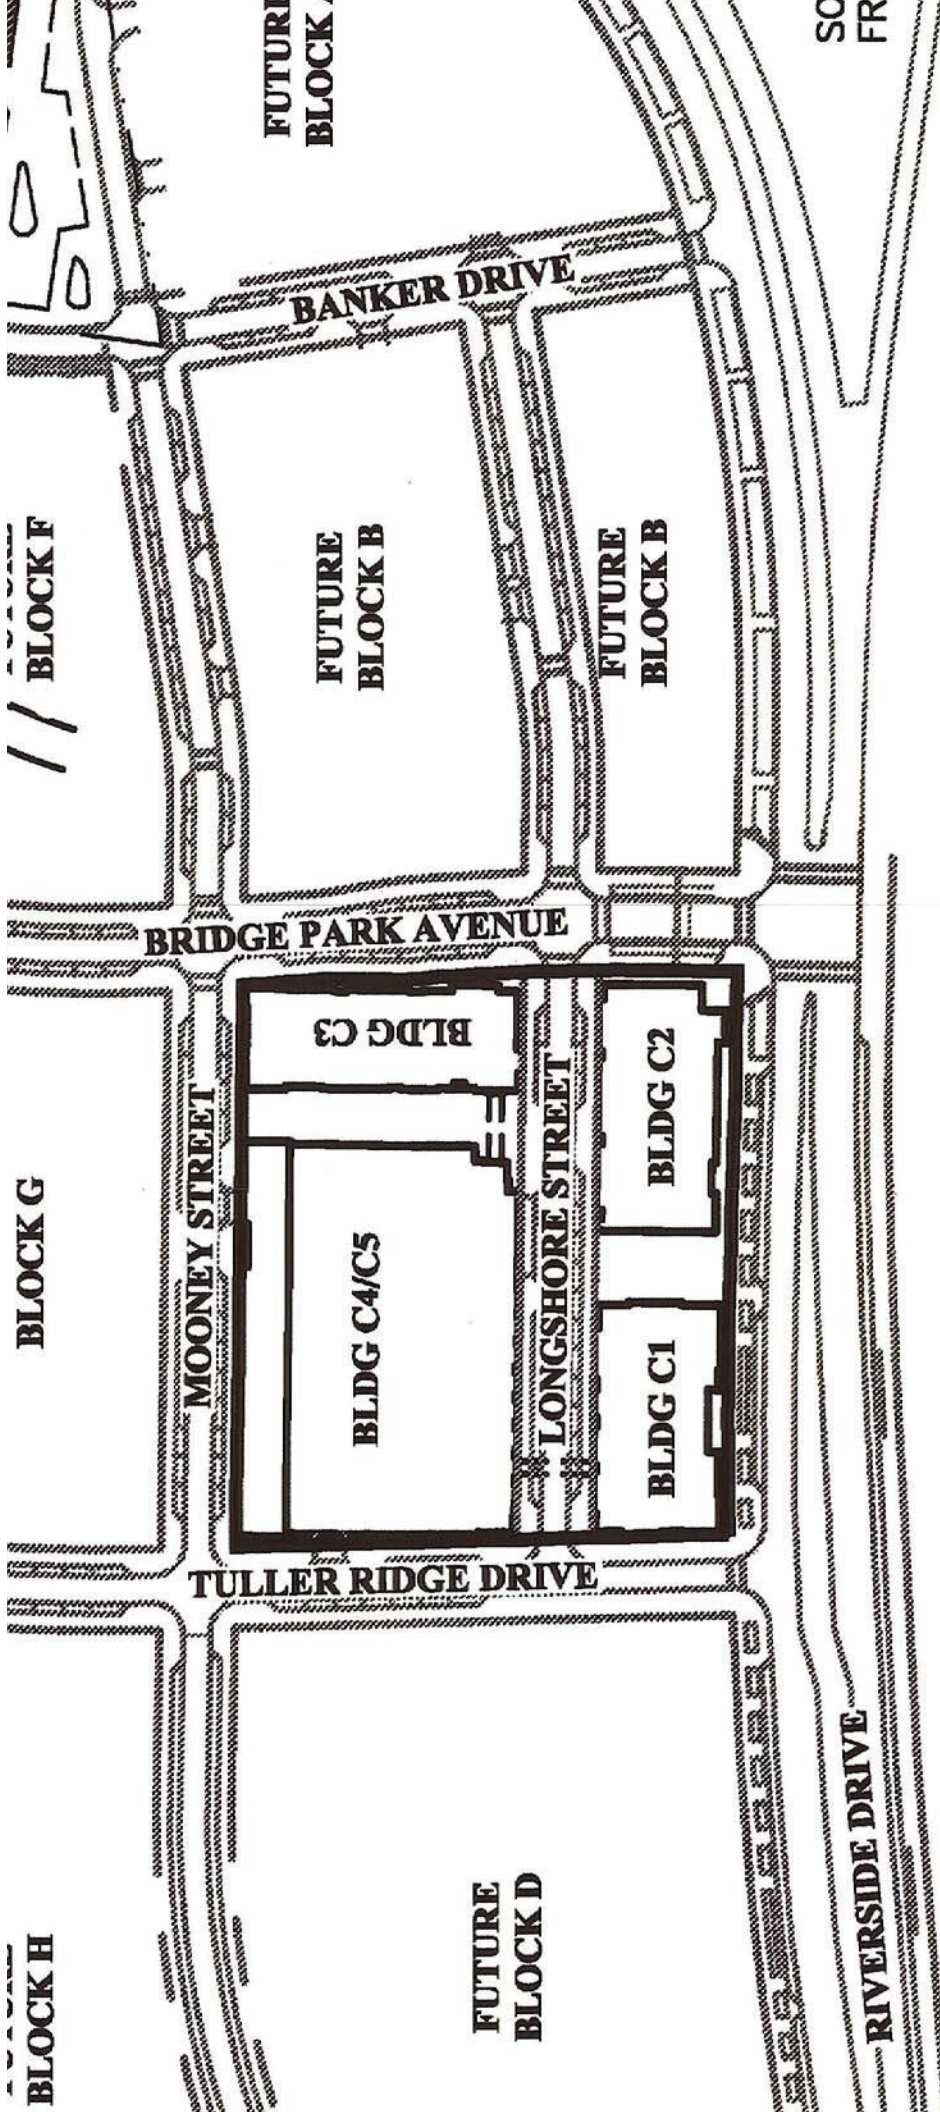 FUTURE
BLOCK
SO
FR
BANKER DRIVE
BLOCK F
FUTURE
BLOCK B
FUTURE
BLOCK B
BRIDGE PARK AVENUE
BLDG C3
BLDG C2
MOONEY STREET
LONGSHORE STREET
BLOCK G
BLDG C4/C5
BLDG C1
TULLER RIDGE DRIVE
RIVERSIDE DRIVE
FUTURE
BLOCK D
BLOCK H